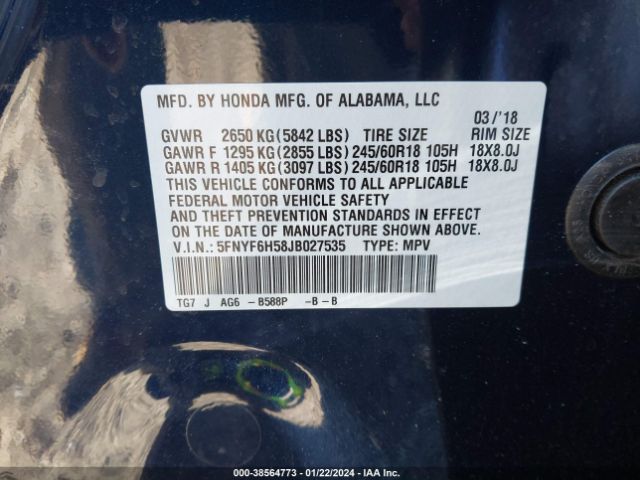 MFD. BY HONDA MFG. OF ALABAMA, LLC
03/'18
GVWR 2650 KG (5842 LBS) TIRE SIZE RIM SIZE
GAWR F 1295 KG (2855 LBS) 245/60R18 105H 18X8.0J
GAWR R 1405 KG (3097 LBS) 245/60R18 105H 18X8.0J
THIS VEHICLE CONFORMS TO ALL APPLICABLE
FEDERAL MOTOR VEHICLE SAFETY
AND THEFT PREVENTION STANDARDS IN EFFECT
ON THE DATE OF MANUFACTURE SHOWN ABOVE.
V.I.N.: 5FNYF6H58JB027535 TYPE: MPV
TG7 J AG6 - B588P -B-B
000-38564773 - 01/22/2024 - IAA Inc.